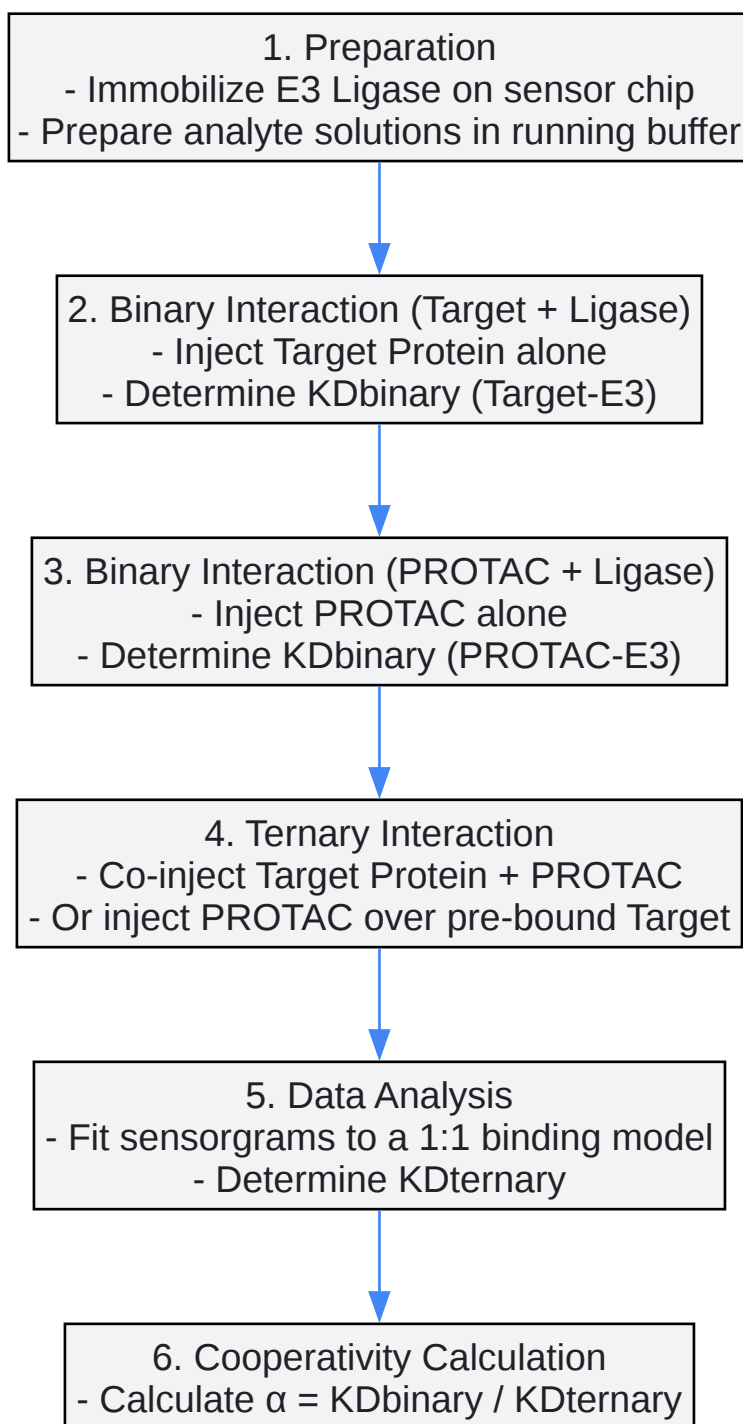 1. Preparation
- Immobilize E3 Ligase on sensor chip
- Prepare analyte solutions in running buffer
2. Binary Interaction (Target + Ligase)
- Inject Target Protein alone
- Determine KDbinary (Target-E3)
3. Binary Interaction (PROTAC + Ligase)
- Inject PROTAC alone
- Determine KDbinary (PROTAC-E3)
4. Ternary Interaction
- Co-inject Target Protein + PROTAC
- Or inject PROTAC over pre-bound Target
5. Data Analysis
- Fit sensorgrams to a 1:1 binding model
- Determine KDternary
6. Cooperativity Calculation
- Calculate α = KDbinary / KDternary